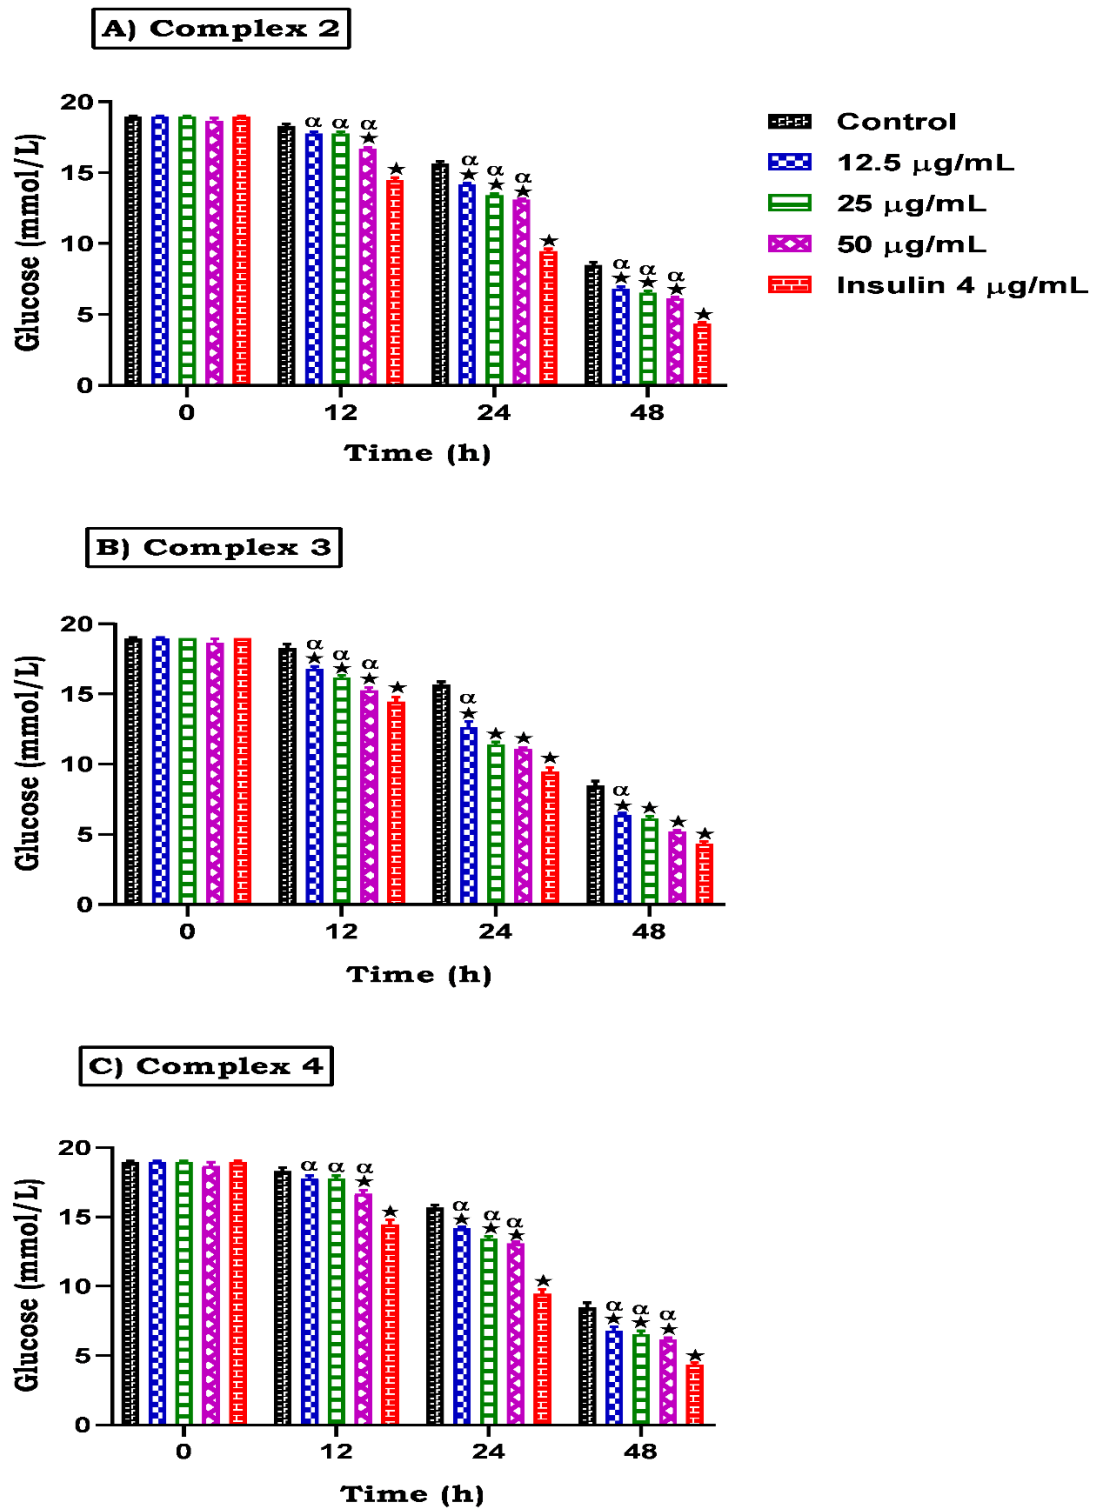 A) Complex 2
20
15
10
5
0
Glucose (mmol/L)
α α α
★ ★
α α α
★ ★ ★ ★
α α α
★ ★ ★ ★
0 12 24 48
Time (h)
Control
12.5 µg/mL
25 µg/mL
50 µg/mL
Insulin 4 µg/mL
B) Complex 3
20
15
10
5
0
Glucose (mmol/L)
α α α
★ ★ ★ ★
α
★ ★ ★ ★
α
★ ★ ★ ★
0 12 24 48
Time (h)
C) Complex 4
20
15
10
5
0
Glucose (mmol/L)
α α α
★ ★
α α α
★ ★ ★ ★
α α α
★ ★ ★ ★
0 12 24 48
Time (h)